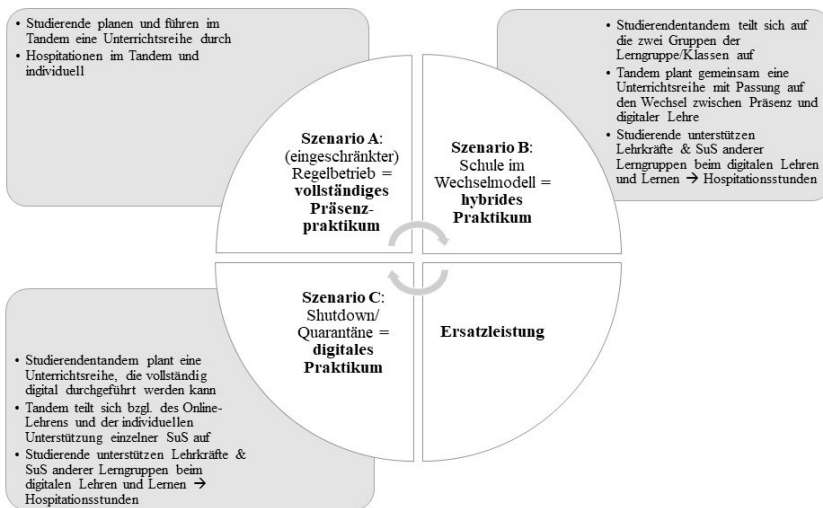 • Studierende planen und führen im
Tandem eine Unterrichtsreihe durch
• Hospitationen im Tandem und
individuell
• Studierendentandem teilt sich auf
die zwei Gruppen der
Lerngruppe/Klassen auf
• Tandem plant gemeinsam eine
Unterrichtsreihe mit Passung auf
den Wechsel zwischen Präsenz und
digitaler Lehre
• Studierende unterstützen
Lehrkräfte & SuS anderer
Lerngruppen beim digitalen Lehren
und Lernen → Hospitationsstunden
Szenario A:
(eingeschränkter)
Regelbetrieb =
vollständiges
Präsenz-
praktikum
Szenario B:
Schule im
Wechselmodell =
hybrides
Praktikum
Szenario C:
Shutdown/
Quarantäne =
digitales
Praktikum
Ersatzleistung
• Studierendentandem plant eine
Unterrichtsreihe, die vollständig
digital durchgeführt werden kann
• Tandem teilt sich bzgl. des Online-
Lehrens und der individuellen
Unterstützung einzelner SuS auf
• Studierende unterstützen Lehrkräfte &
SuS anderer Lerngruppen beim
digitalen Lehren und Lernen →
Hospitationsstunden